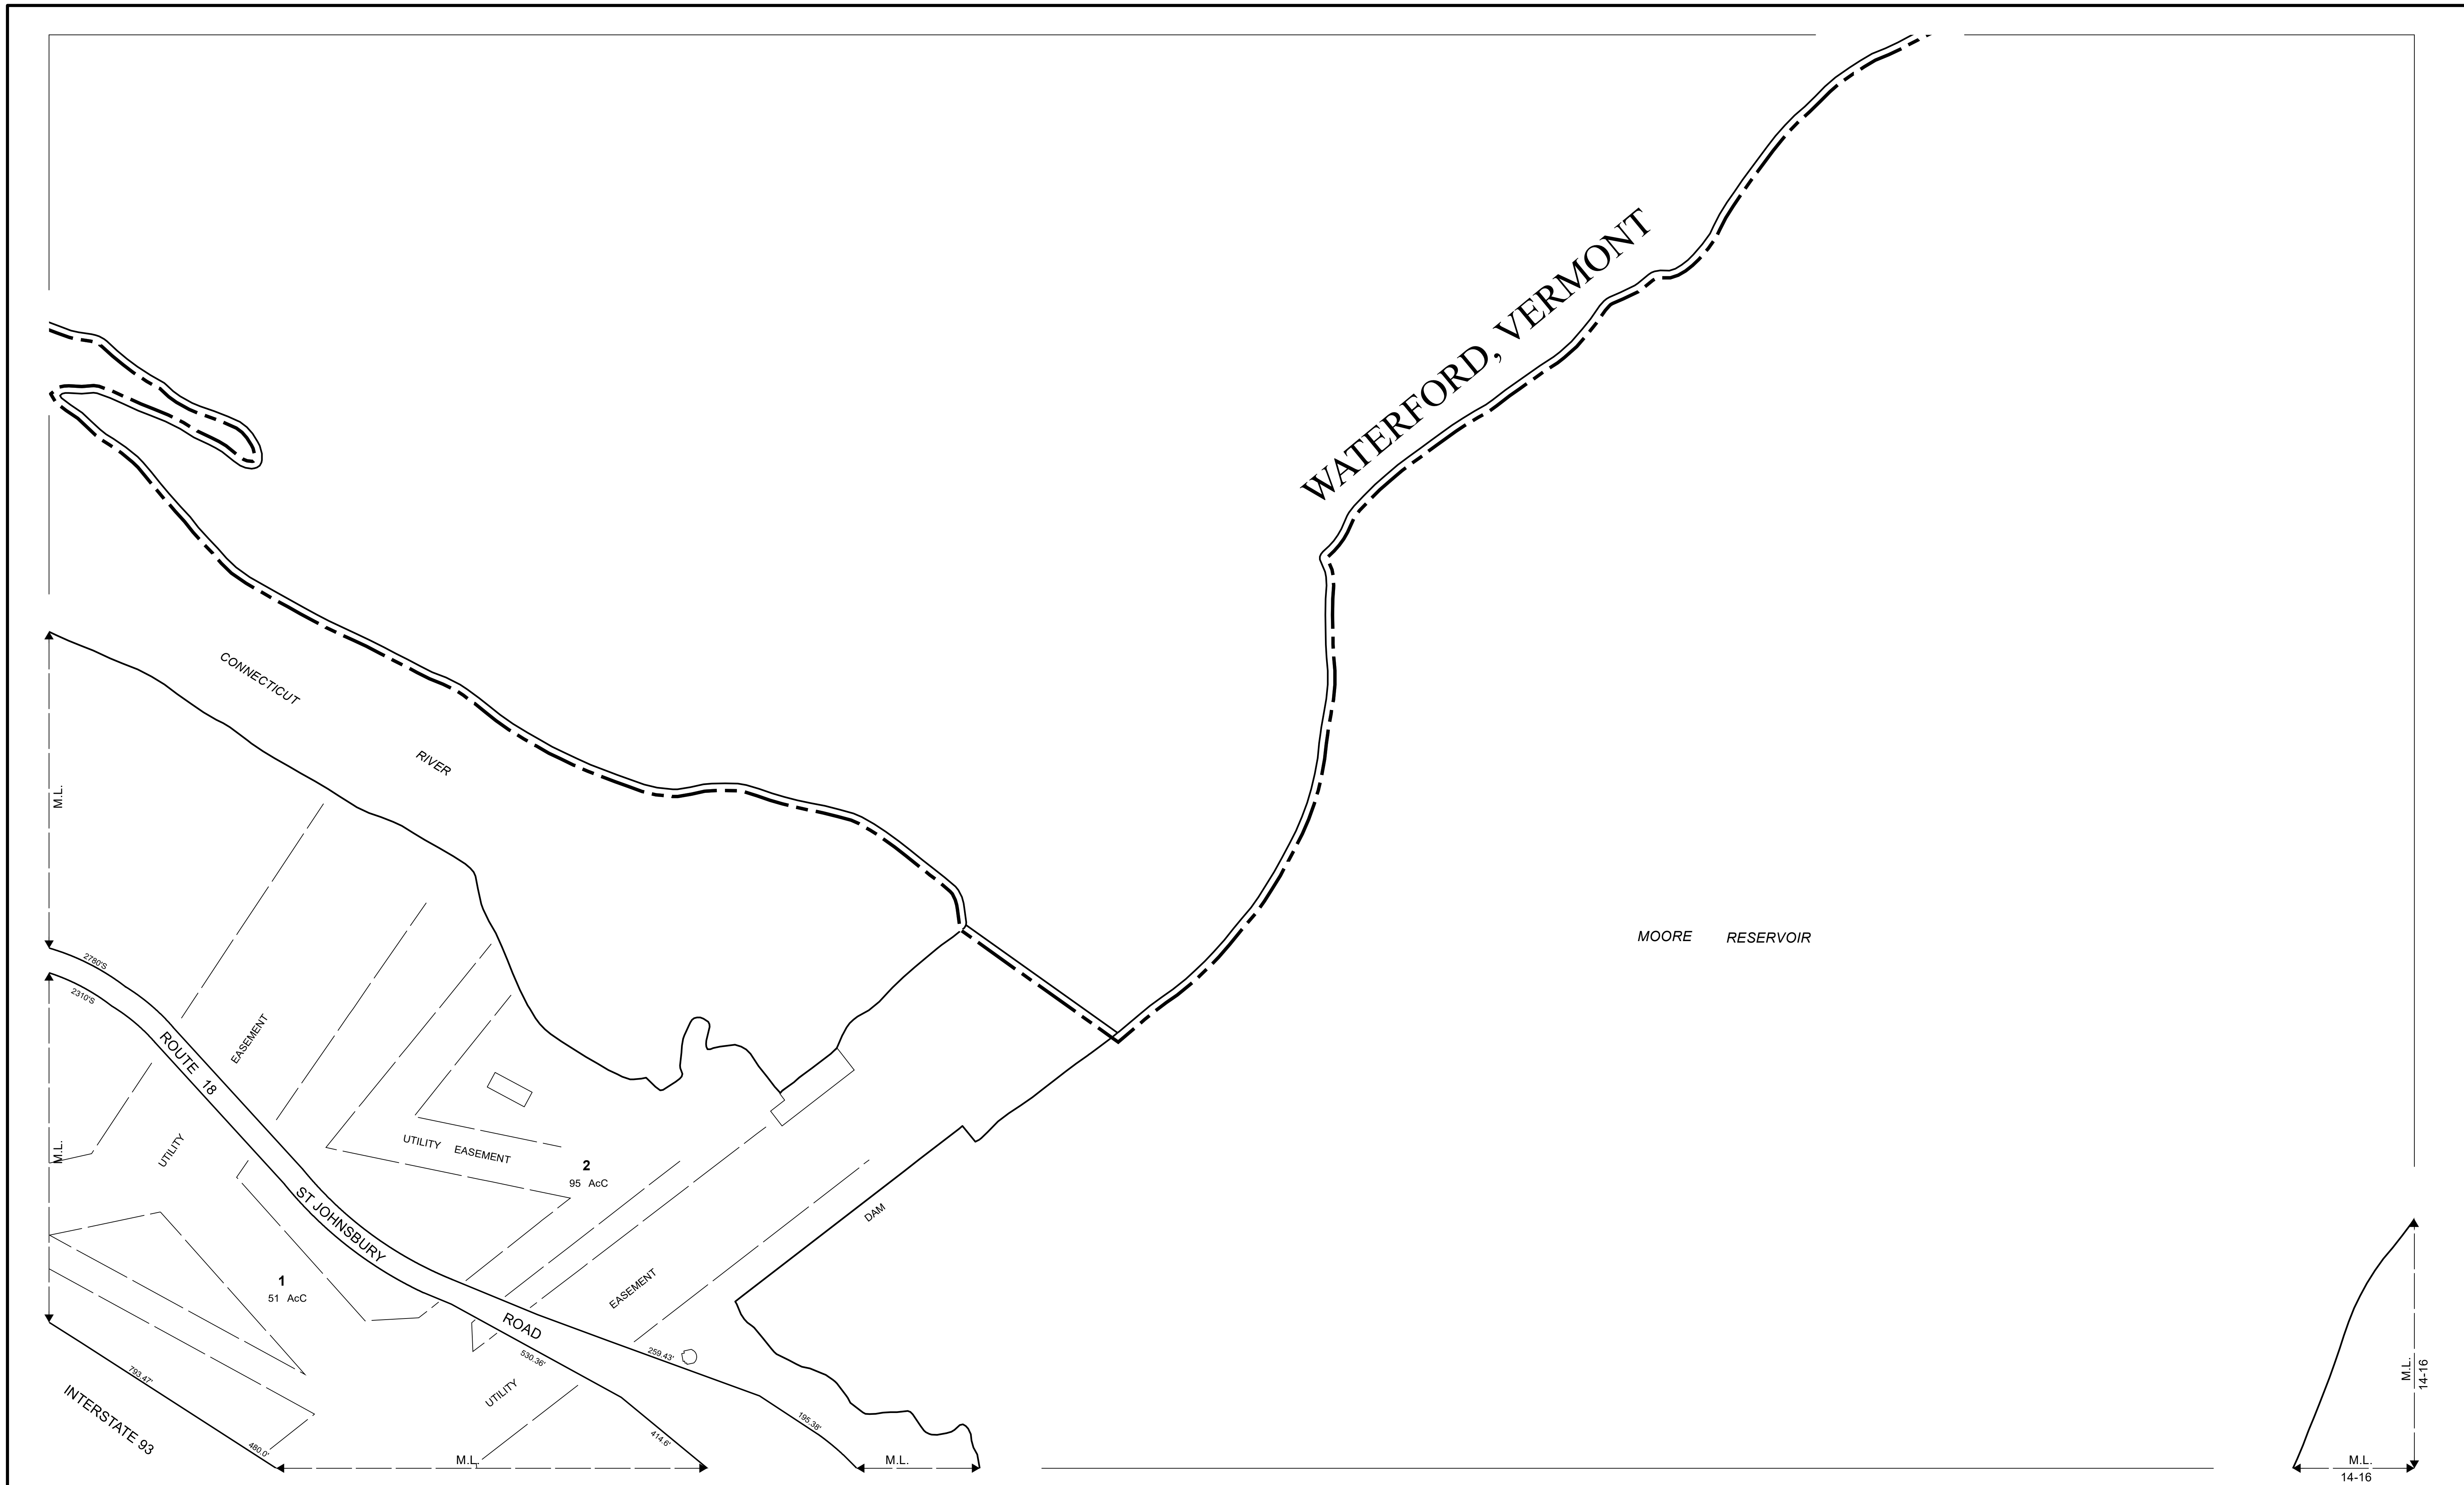 WATERFORD, VERMONT
CONNECTICUT
RIVER
M.L.
MOORE RESERVOIR
2780'S
2310'S
ROUTE 18
EASEMENT
UTILITY
M.L.
UTILITY EASEMENT
2
95 AcC
ST JOHNSBURY
DAM
1
51 AcC
EASEMENT
ROAD
530.36'
259.43'
793.47'
INTERSTATE 93
UTILITY
480.0'
414.6'
195.38'
M.L.
M.L.
M.L.
14-16
M.L.
14-16